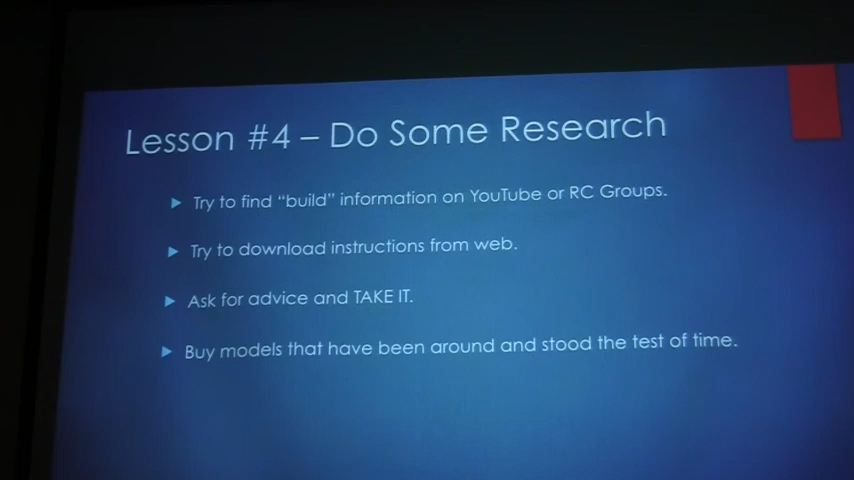 Lesson #4 – Do Some Research
Try to find “build” information on YouTube or RC Groups.
Try to download instructions from web.
Ask for advice and TAKE IT.
Buy models that have been around and stood the test of time.